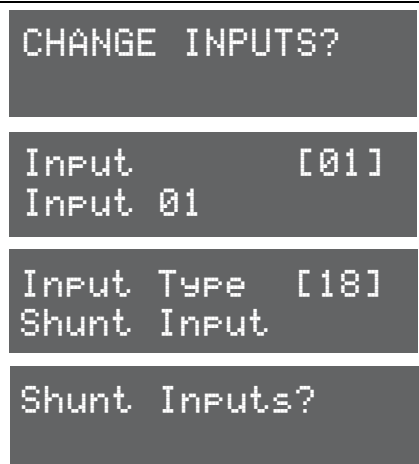 CHANGE INPUTS?
Input [01]
Input 01
Input Type [18]
Shunt Input
Shunt Inputs?